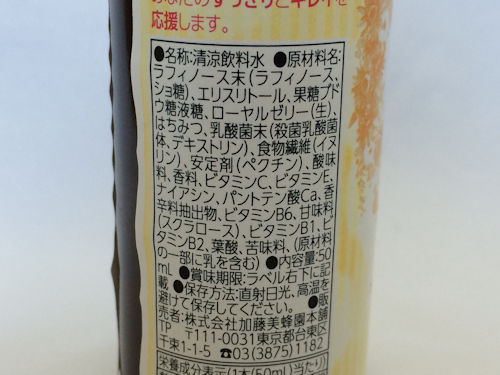 あなたのすっきりとキレイを
応援します。
●名称:清涼飲料水 ●原材料名:
ラフィノース末(ラフィノース、
ショ糖)、エリスリトール、果糖ブド
ウ糖液糖、ローヤルゼリー(生)、
はちみつ、乳酸菌末(殺菌乳酸菌
体、デキストリン)、食物繊維(イヌ
リン)、安定剤(ペクチン)、酸味
料、香料、ビタミンC、ビタミンE、
ナイアシン、パントテン酸Ca、香
辛料抽出物、ビタミンB6、甘味料
(スクラロース)、ビタミンB1、ビ
タミンB2、葉酸、苦味料、(原材料
の一部に乳を含む) ●内容量:50
mL ●賞味期限:ラベル右下に記
載 ●保存方法:直射日光、高温を
避けて保存してください。 ●販
売者:株式会社加藤美蜂園本舗
TP 〒111-0031東京都台東区
千束1-1-5 ☎03(3875)1182
栄養成分表示(1本(50mL)当たり)